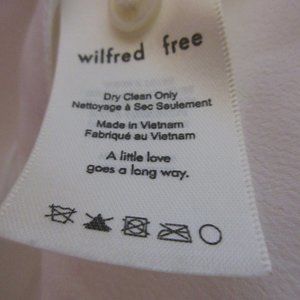 wilfred free
Dry Clean Only
Nettoyage à Sec Seulement
Made in Vietnam
Fabriqué au Vietnam
A little love
goes a long way.